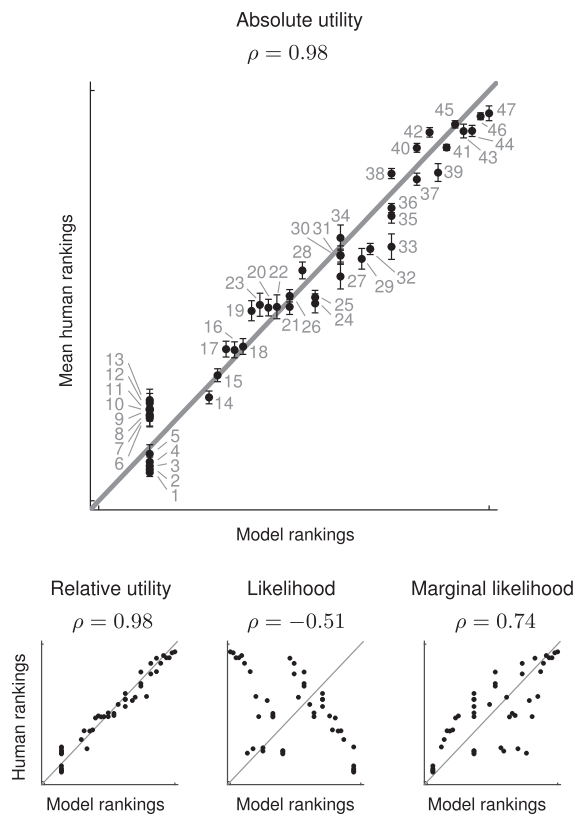 Absolute utility
ρ = 0.98
Mean human rankings
47
45
46
44
43
42
41
40
39
38
37
36
35
34
33
32
31
30
29
28
27
26
25
24
23 20 22
21
19
18
17
16
15
14
13
12
11
10
9
8
7
6
5
4
3
2
1
Model rankings
Relative utility
ρ = 0.98
Likelihood
ρ = −0.51
Marginal likelihood
ρ = 0.74
Human rankings
Model rankings
Model rankings
Model rankings